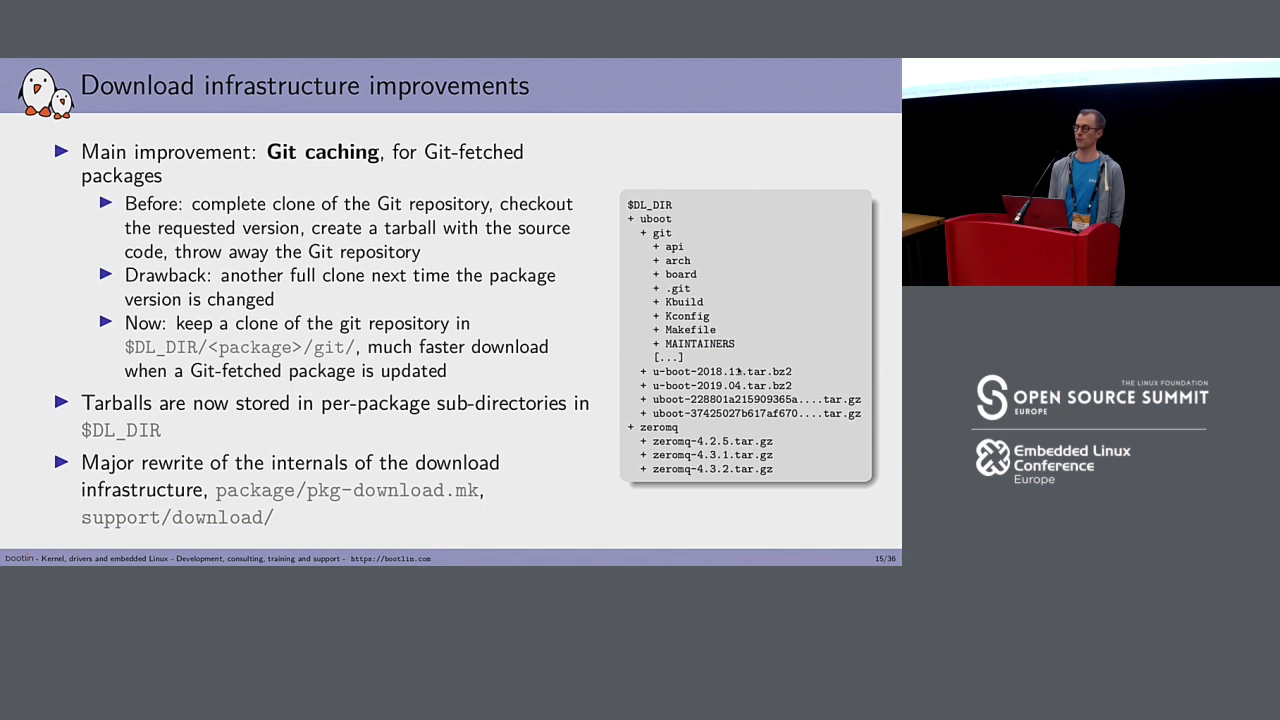 Download infrastructure improvements
▶ Main improvement: Git caching, for Git-fetched
packages
▶ Before: complete clone of the Git repository, checkout
the requested version, create a tarball with the source
code, throw away the Git repository
▶ Drawback: another full clone next time the package
version is changed
▶ Now: keep a clone of the git repository in
$DL_DIR/<package>/git/, much faster download
when a Git-fetched package is updated
▶ Tarballs are now stored in per-package sub-directories in
$DL_DIR
▶ Major rewrite of the internals of the download
infrastructure, package/pkg-download.mk,
support/download/
$DL_DIR
+ uboot
+ git
+ api
+ arch
+ board
+ .git
+ Kbuild
+ Kconfig
+ Makefile
+ MAINTAINERS
[...]
+ u-boot-2018.11.tar.bz2
+ u-boot-2019.04.tar.bz2
+ uboot-228801a215909365a....tar.gz
+ uboot-37425027b617af670....tar.gz
+ zeromq
+ zeromq-4.2.5.tar.gz
+ zeromq-4.3.1.tar.gz
+ zeromq-4.3.2.tar.gz
bootlin - Kernel, drivers and embedded Linux - Development, consulting, training and support - https://bootlin.com
15/36
THE LINUX FOUNDATION
OPEN SOURCE SUMMIT
EUROPE
Embedded Linux
Conference
Europe